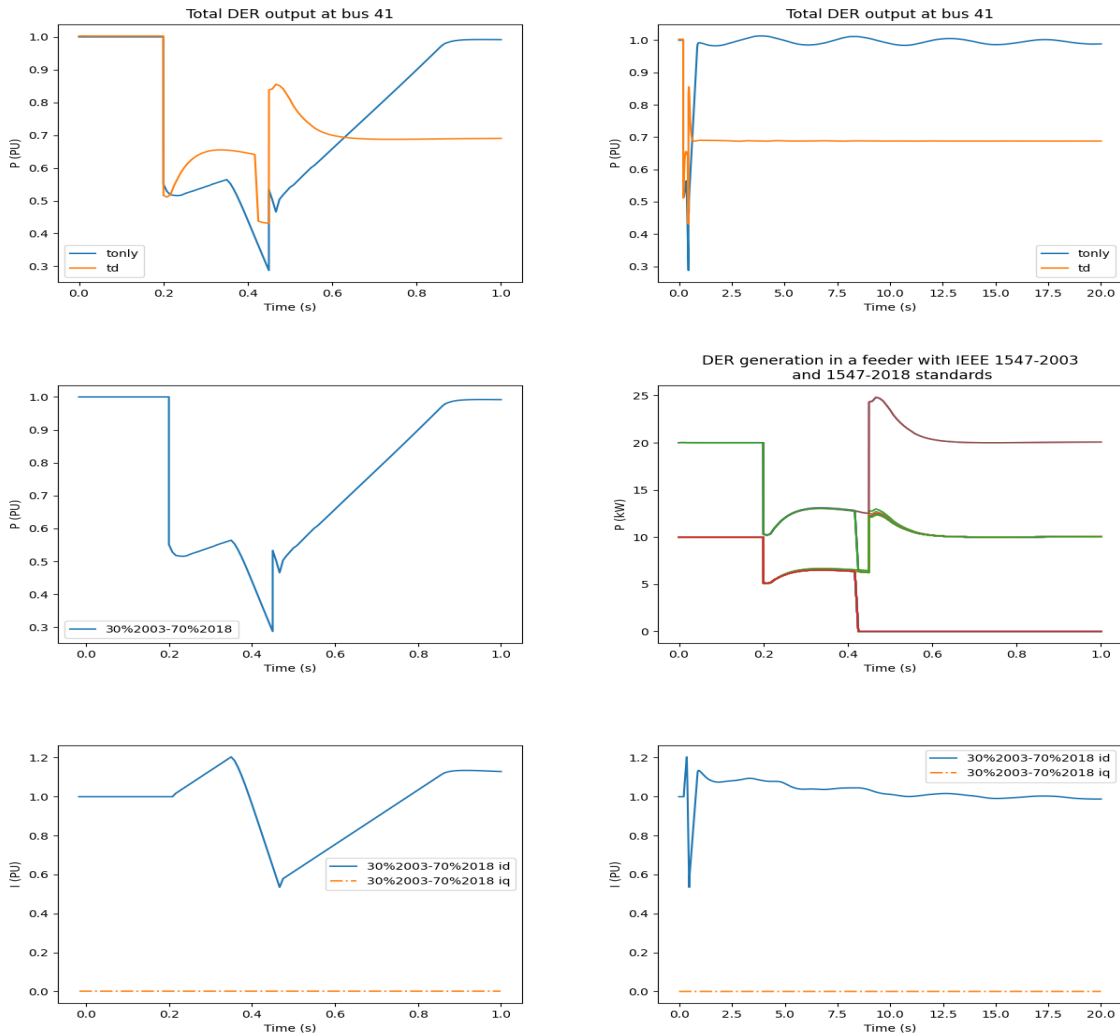 Total DER output at bus 41
1.0
0.9
0.8
0.7
0.6
0.5
0.4
0.3
P (PU)
tonly
td
0.0 0.2 0.4 0.6 0.8 1.0
Time (s)
Total DER output at bus 41
1.0
0.9
0.8
0.7
0.6
0.5
0.4
0.3
P (PU)
tonly
td
0.0 2.5 5.0 7.5 10.0 12.5 15.0 17.5 20.0
Time (s)
1.0
0.9
0.8
0.7
0.6
0.5
0.4
0.3
P (PU)
30%2003-70%2018
0.0 0.2 0.4 0.6 0.8 1.0
Time (s)
DER generation in a feeder with IEEE 1547-2003
and 1547-2018 standards
25
20
15
10
5
0
P (kW)
0.0 0.2 0.4 0.6 0.8 1.0
Time (s)
1.2
1.0
0.8
0.6
0.4
0.2
0.0
I (PU)
30%2003-70%2018 id
30%2003-70%2018 iq
0.0 0.2 0.4 0.6 0.8 1.0
Time (s)
1.2
1.0
0.8
0.6
0.4
0.2
0.0
I (PU)
30%2003-70%2018 id
30%2003-70%2018 iq
0.0 2.5 5.0 7.5 10.0 12.5 15.0 17.5 20.0
Time (s)